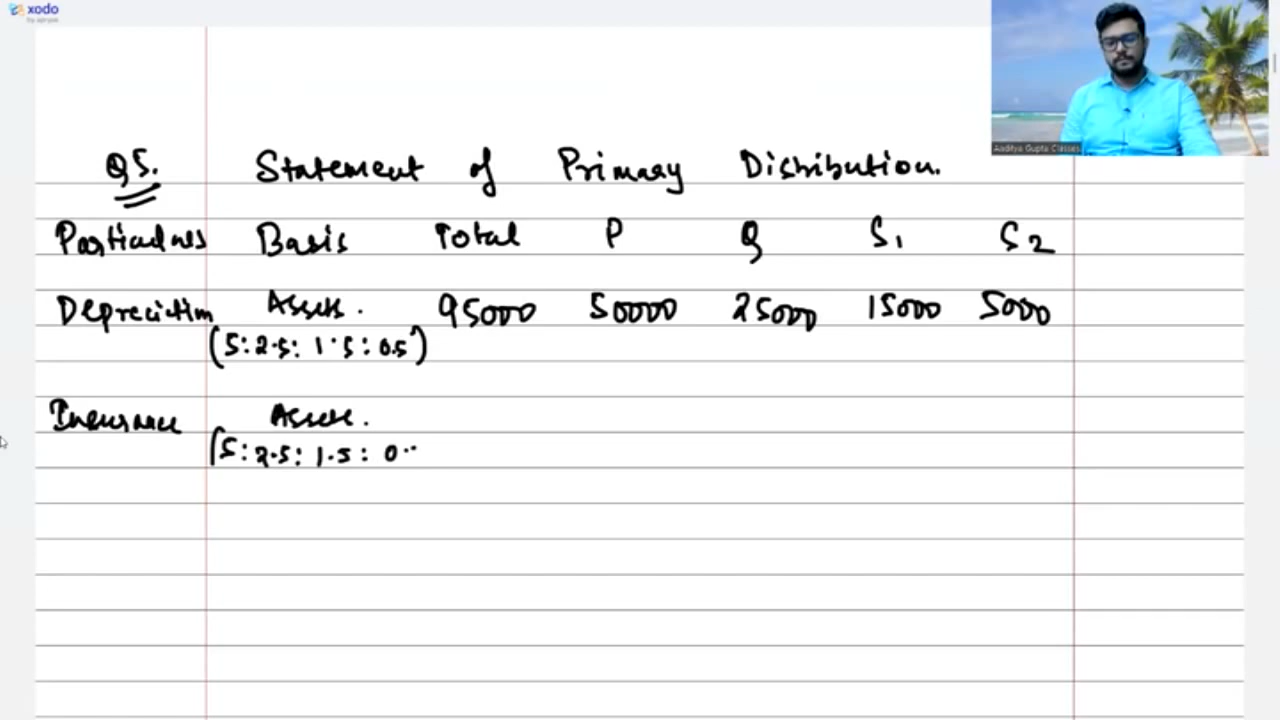 xodo
Aaditya Gupta Classes
Q5. Statement of Primary Distribution.
Particulars Basis Total P Q S1 S2
Depreciation Assets. 95000 50000 25000 15000 5000
(5:2.5: 1.5: 0.5)
Insurance Assets.
(5:2.5: 1.5: 0..